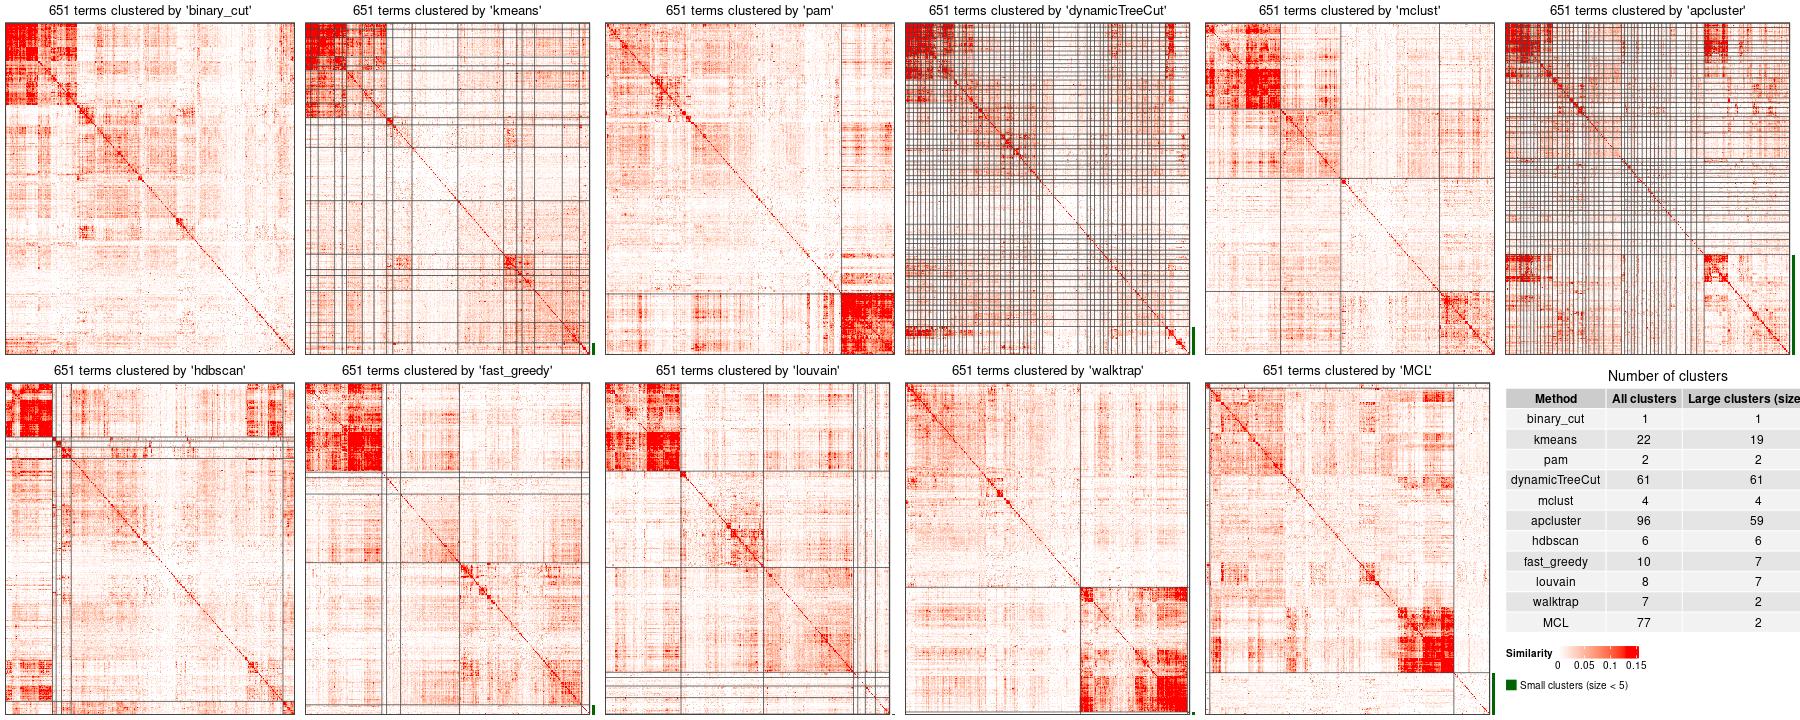 651 terms clustered by 'binary_cut'
651 terms clustered by 'kmeans'
651 terms clustered by 'pam'
651 terms clustered by 'dynamicTreeCut'
651 terms clustered by 'mclust'
651 terms clustered by 'apcluster'
651 terms clustered by 'hdbscan'
651 terms clustered by 'fast_greedy'
651 terms clustered by 'louvain'
651 terms clustered by 'walktrap'
651 terms clustered by 'MCL'
Number of clusters
Method All clusters Large clusters (size
binary_cut 1 1
kmeans 22 19
pam 2 2
dynamicTreeCut 61 61
mclust 4 4
apcluster 96 59
hdbscan 6 6
fast_greedy 10 7
louvain 8 7
walktrap 7 2
MCL 77 2
Similarity
0 0.05 0.1 0.15
Small clusters (size < 5)